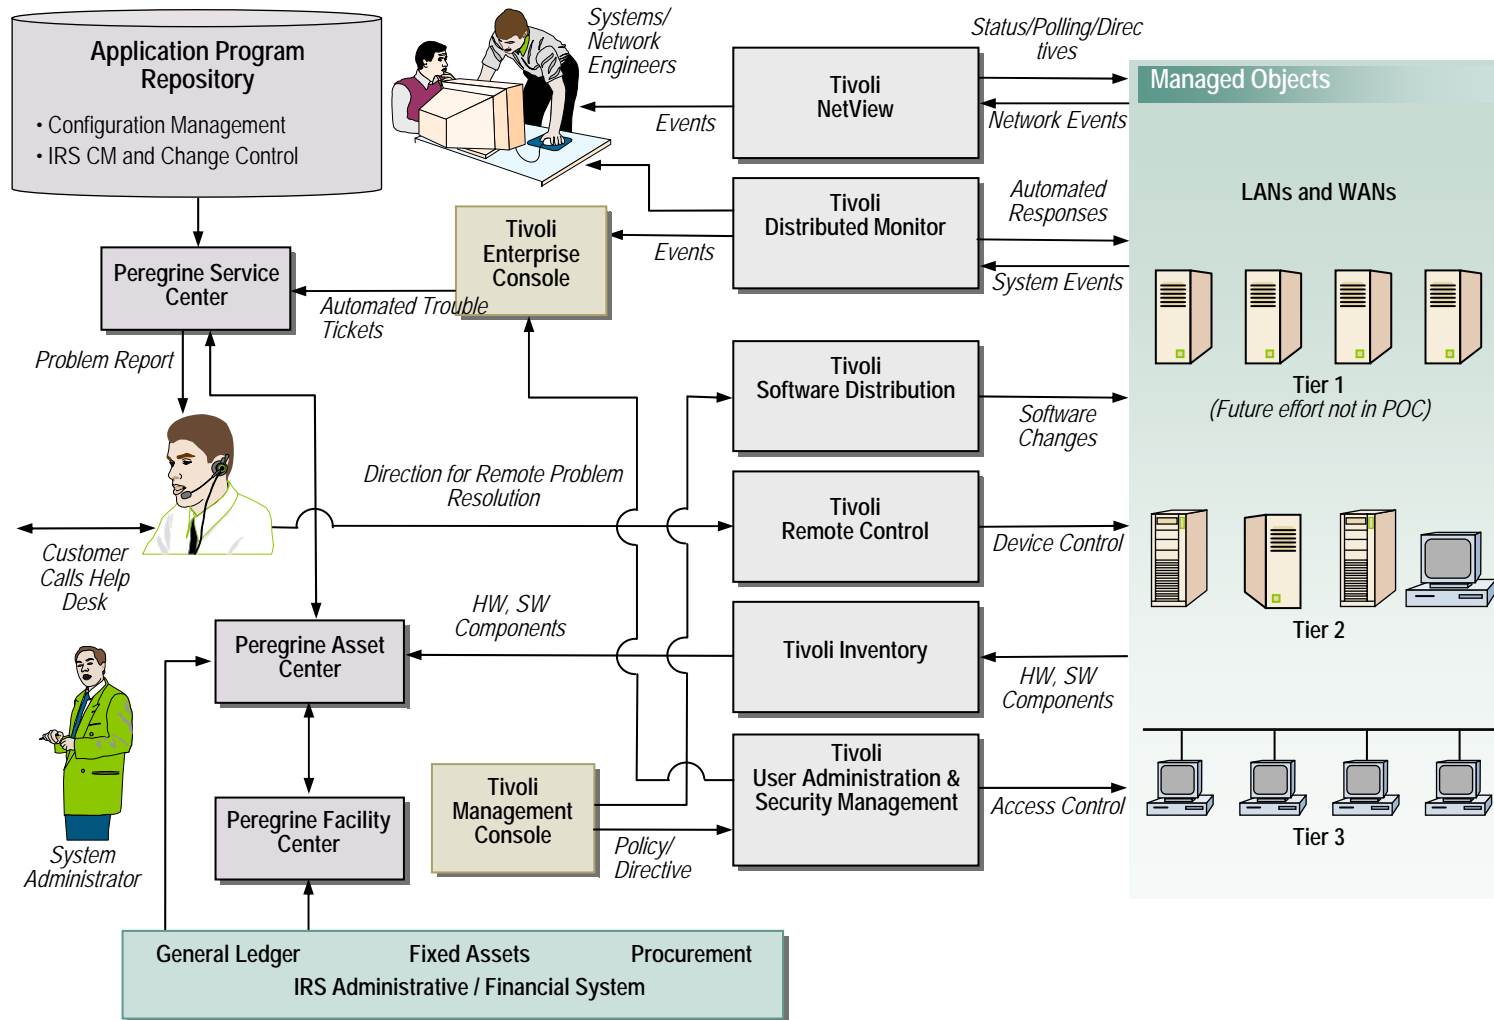 Application Program
Repository
• Configuration Management
• IRS CM and Change Control
Systems/
Network
Engineers
Events
Tivoli
NetView
Status/Polling/Direc
tives
Network Events
Managed Objects
LANs and WANs
Tivoli
Distributed Monitor
Automated
Responses
System Events
Events
Tivoli
Enterprise
Console
Peregrine Service
Center
Automated Trouble
Tickets
Problem Report
Tier 1
(Future effort not in POC)
Tivoli
Software Distribution
Software
Changes
Direction for Remote Problem
Resolution
Tivoli
Remote Control
Device Control
Customer
Calls Help
Desk
Tier 2
HW, SW
Components
Peregrine Asset
Center
Tivoli Inventory
HW, SW
Components
Tivoli
User Administration &
Security Management
Access Control
Tivoli
Management
Console
Policy/
Directive
Peregrine Facility
Center
Tier 3
System
Administrator
General Ledger
Fixed Assets
Procurement
IRS Administrative / Financial System